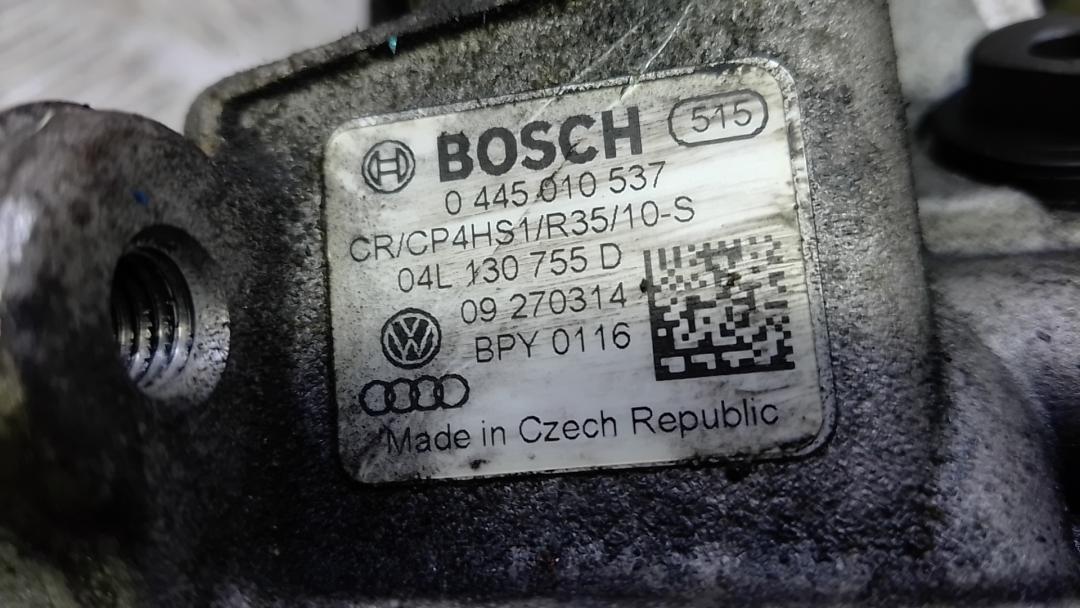 BOSCH 515
0 445 010 537
CR/CP4HS1/R35/10-S
04L 130 755 D
09 270314
BPY 0116
Made in Czech Republic